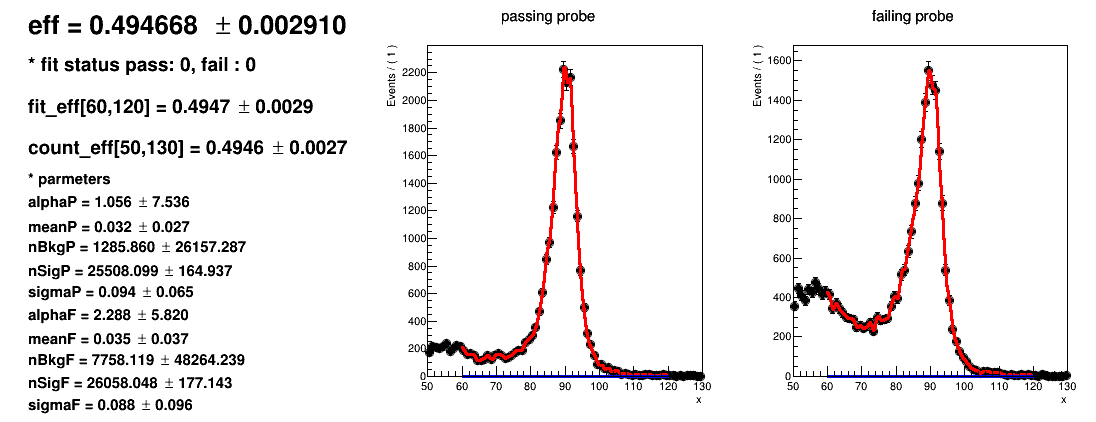 eff = 0.494668 ± 0.002910
* fit status pass: 0, fail : 0
fit_eff[60,120] = 0.4947 ± 0.0029
count_eff[50,130] = 0.4946 ± 0.0027
* parmeters
alphaP = 1.056 ± 7.536
meanP = 0.032 ± 0.027
nBkgP = 1285.860 ± 26157.287
nSigP = 25508.099 ± 164.937
sigmaP = 0.094 ± 0.065
alphaF = 2.288 ± 5.820
meanF = 0.035 ± 0.037
nBkgF = 7758.119 ± 48264.239
nSigF = 26058.048 ± 177.143
sigmaF = 0.088 ± 0.096
passing probe
Events / ( 1 )
2200
2000
1800
1600
1400
1200
1000
800
600
400
200
0
50 60 70 80 90 100 110 120 130
x
failing probe
Events / ( 1 )
1600
1400
1200
1000
800
600
400
200
0
50 60 70 80 90 100 110 120 130
x